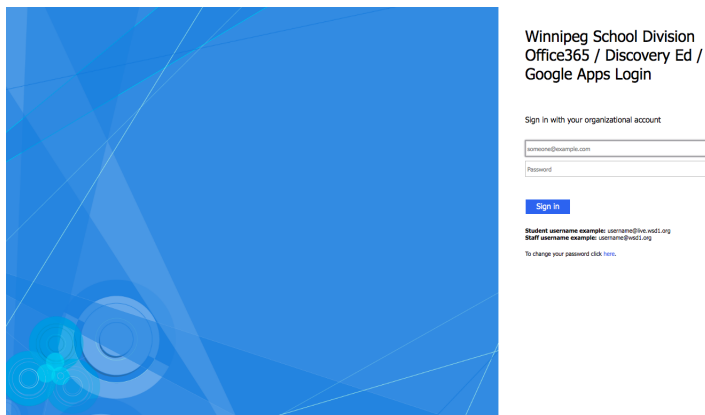 Winnipeg School Division
Office365 / Discovery Ed /
Google Apps Login
Sign in with your organizational account
someone@example.com
Password
Sign in
Student username example: username@live.wsd1.org
Staff username example: username@wsd1.org
To change your password click here.